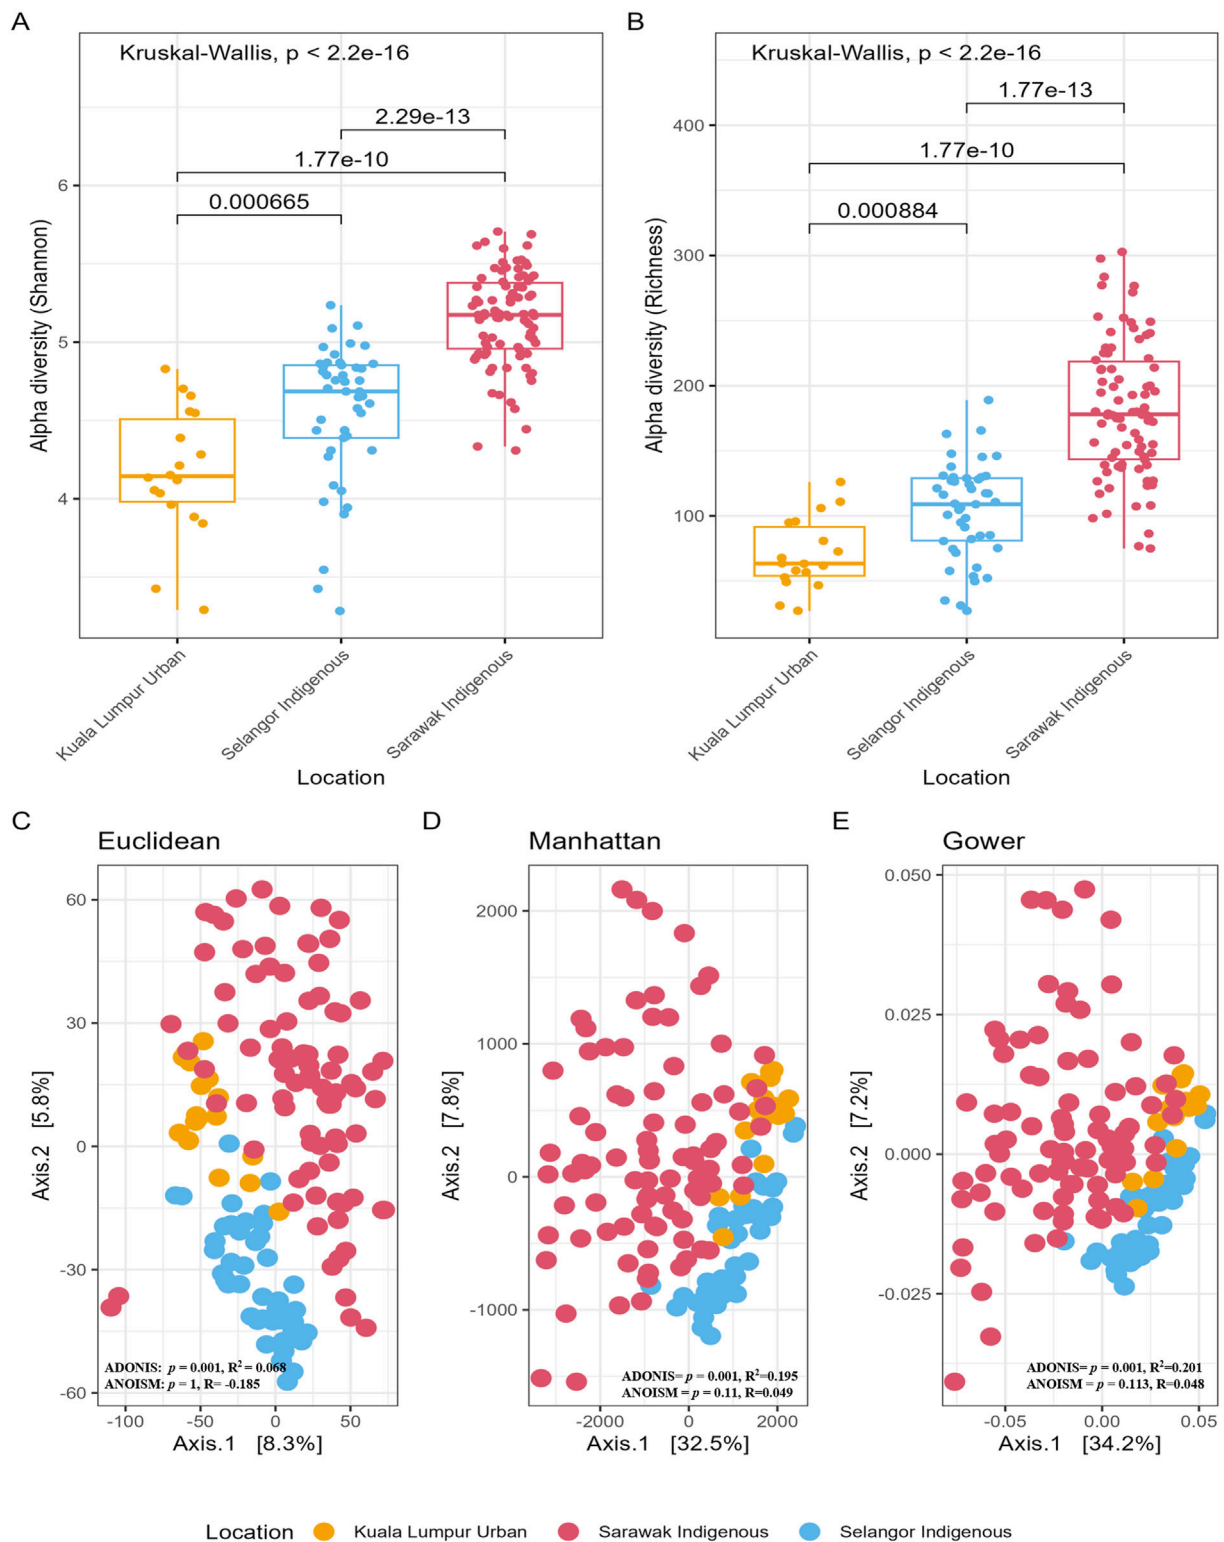 A
B
Kruskal-Wallis, p < 2.2e-16
Kruskal-Wallis, p < 2.2e-16
2.29e-13
1.77e-10
0.000665
1.77e-13
1.77e-10
0.000884
Alpha diversity (Shannon)
6
5
4
Alpha diversity (Richness)
400
300
200
100
Kuala Lumpur Urban
Selangor Indigenous
Sarawak Indigenous
Location
Kuala Lumpur Urban
Selangor Indigenous
Sarawak Indigenous
Location
C
Euclidean
D
Manhattan
E
Gower
Axis.2 [5.8%]
60
30
0
-30
-60
ADONIS: p = 0.001, R² = 0.068
ANOISM: p = 1, R= -0.185
-100
-50
0
50
Axis.1 [8.3%]
Axis.2 [7.8%]
2000
1000
0
-1000
ADONIS= p = 0.001, R²=0.195
ANOISM = p = 0.11, R=0.049
-2000
0
2000
Axis.1 [32.5%]
Axis.2 [7.2%]
0.050
0.025
0.000
-0.025
ADONIS= p = 0.001, R²=0.201
ANOISM = p = 0.113, R=0.048
-0.05
0.00
0.05
Axis.1 [34.2%]
Location Kuala Lumpur Urban Sarawak Indigenous Selangor Indigenous